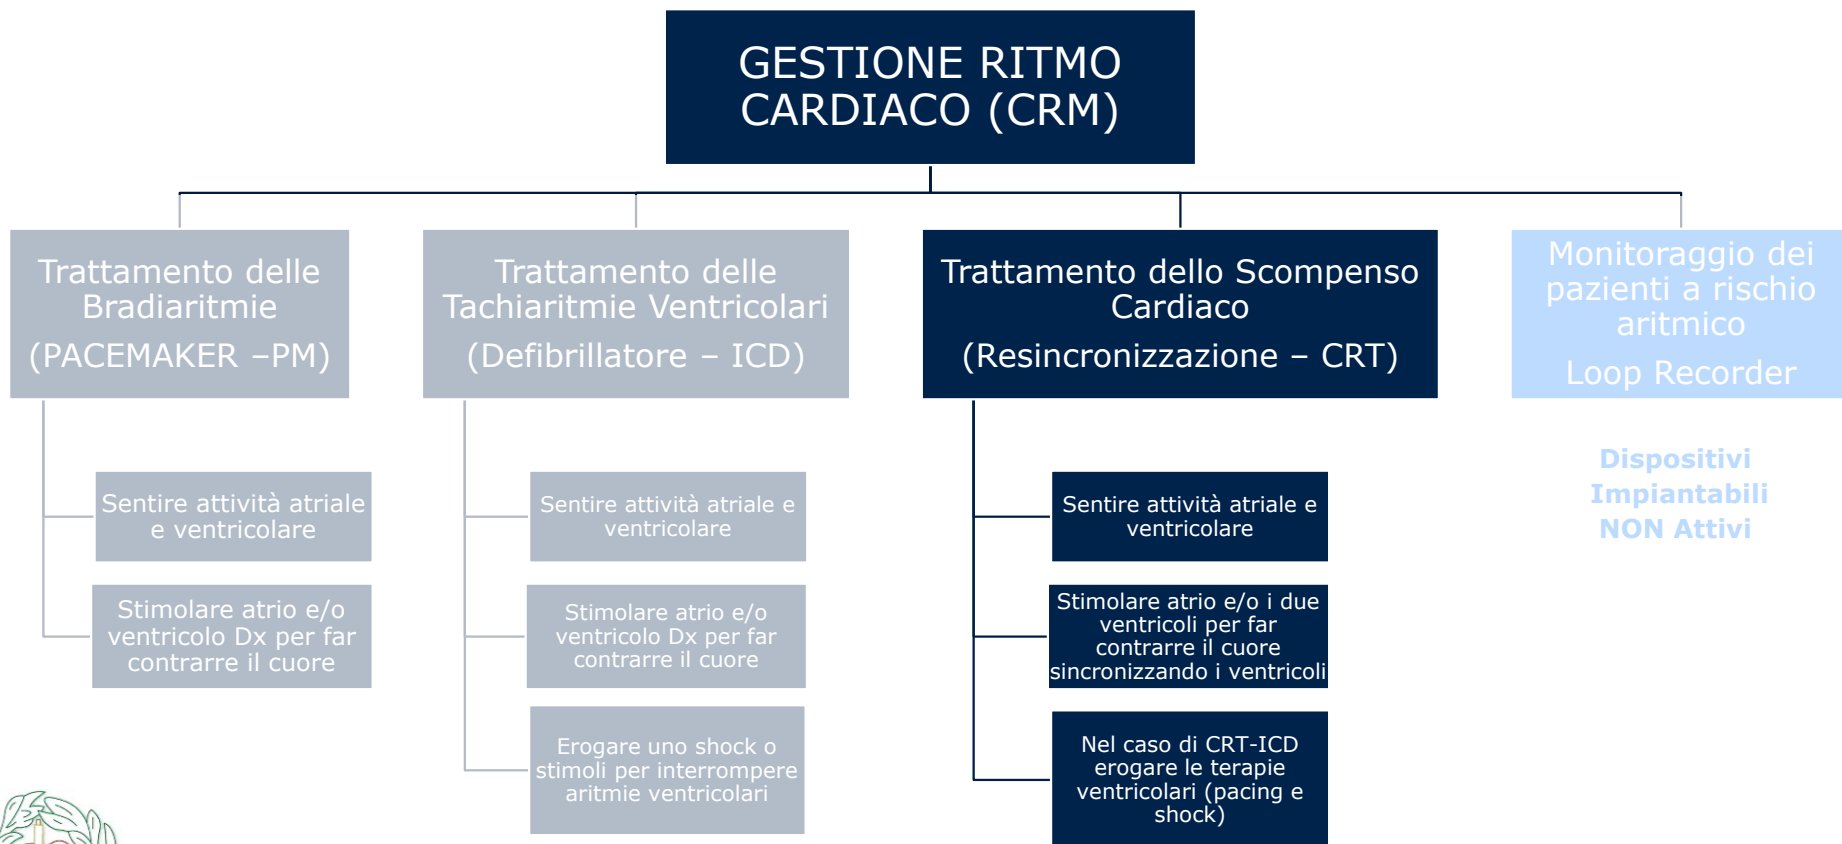 GESTIONE RITMO
CARDIACO (CRM)
Trattamento delle
Bradiaritmie
(PACEMAKER –PM)
Sentire attività atriale
e ventricolare
Stimolare atrio e/o
ventricolo Dx per far
contrarre il cuore
Trattamento delle
Tachiaritmie Ventricolari
(Defibrillatore – ICD)
Sentire attività atriale e
ventricolare
Stimolare atrio e/o
ventricolo Dx per far
contrarre il cuore
Erogare uno shock o
stimoli per interrompere
aritmie ventricolari
Trattamento dello Scompenso
Cardiaco
(Resincronizzazione – CRT)
Sentire attività atriale e
ventricolare
Stimolare atrio e/o i due
ventricoli per far
contrarre il cuore
sincronizzando i ventricoli
Nel caso di CRT-ICD
erogare le terapie
ventricolari (pacing e
shock)
Monitoraggio dei
pazienti a rischio
aritmico
Loop Recorder
Dispositivi
Impiantabili
NON Attivi